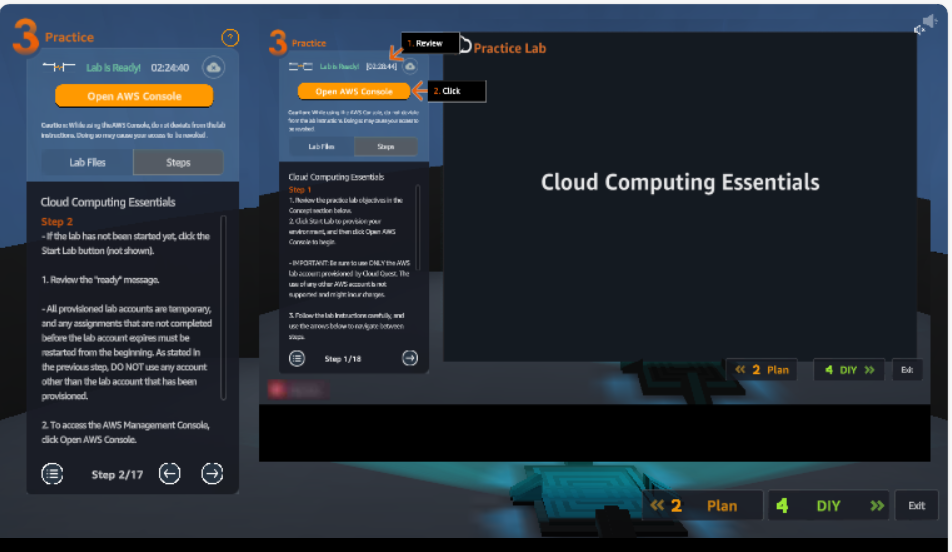 3 Practice
?
Lab is Ready! 02:24:40
Open AWS Console
Caution: While using the AWS Console, do not deviate from the lab
instructions. Doing so may cause your access to be revoked.
Lab Files
Steps
Cloud Computing Essentials
Step 2
- If the lab has not been started yet, click the
Start Lab button (not shown).
1. Review the "ready" message.
- All provisioned lab accounts are temporary,
and any assignments that are not completed
before the lab account expires must be
restarted from the beginning. As stated in
the previous step, DO NOT use any account
other than the lab account that has been
provisioned.
2. To access the AWS Management Console,
click Open AWS Console.
Step 2/17
3 Practice
1. Review
Lab is Ready! [02:28:44]
Open AWS Console
2. Click
Caution: While using the AWS Console, do not deviate
from the lab instructions. Doing so may cause your access to
be revoked.
Lab Files
Steps
Cloud Computing Essentials
Step 1
1. Review the practice lab objectives in the
Concept section below.
2. Click Start Lab to provision your
environment, and then click Open AWS
Console to begin.
- IMPORTANT: Be sure to use ONLY the AWS
lab account provisioned by Cloud Quest. The
use of any other AWS account is not
supported and might incur charges.
3. Follow the lab instructions carefully, and
use the arrows below to navigate between
steps.
Step 1/18
Practice Lab
Cloud Computing Essentials
« 2 Plan
4 DIY »
Exit
« 2 Plan
4 DIY »
Exit